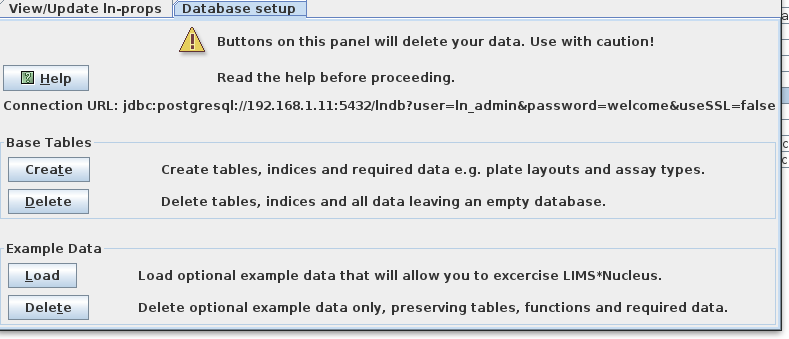 View/Update ln-props Database setup
Buttons on this panel will delete your data. Use with caution!
Help Read the help before proceeding.
Connection URL: jdbc:postgresql://192.168.1.11:5432/lndb?user=ln_admin&password=welcome&useSSL=false
Base Tables
Create Create tables, indices and required data e.g. plate layouts and assay types.
Delete Delete tables, indices and all data leaving an empty database.
Example Data
Load Load optional example data that will allow you to excercise LIMS*Nucleus.
Delete Delete optional example data only, preserving tables, functions and required data.